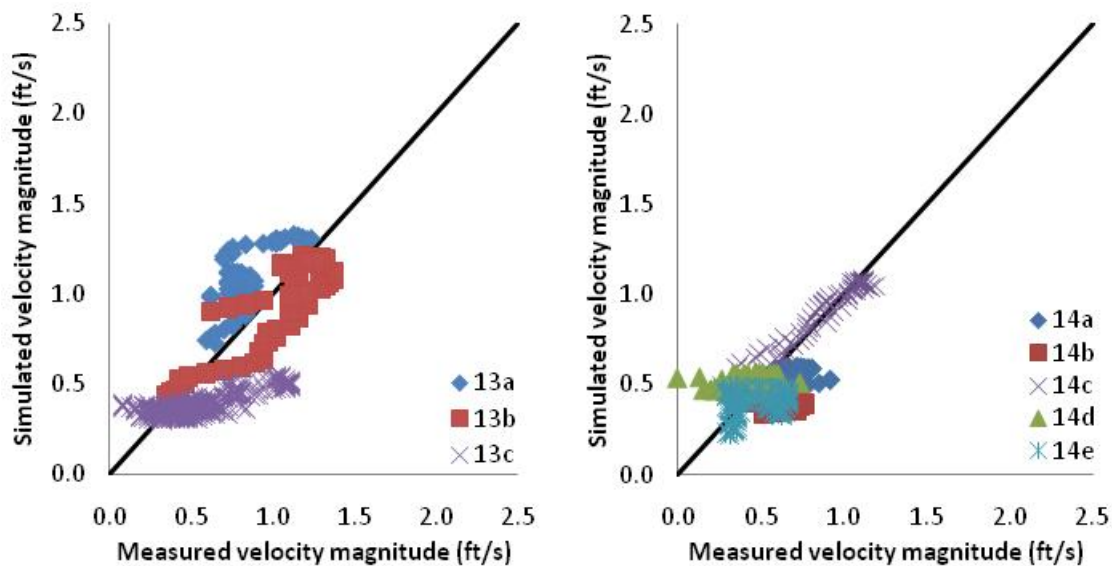 Simulated velocity magnitude (ft/s)
2.5
2.0
1.5
1.0
0.5
0.0
0.0 0.5 1.0 1.5 2.0 2.5
Measured velocity magnitude (ft/s)
13a
13b
13c
Simulated velocity magnitude (ft/s)
2.5
2.0
1.5
1.0
0.5
0.0
0.0 0.5 1.0 1.5 2.0 2.5
Measured velocity magnitude (ft/s)
14a
14b
14c
14d
14e